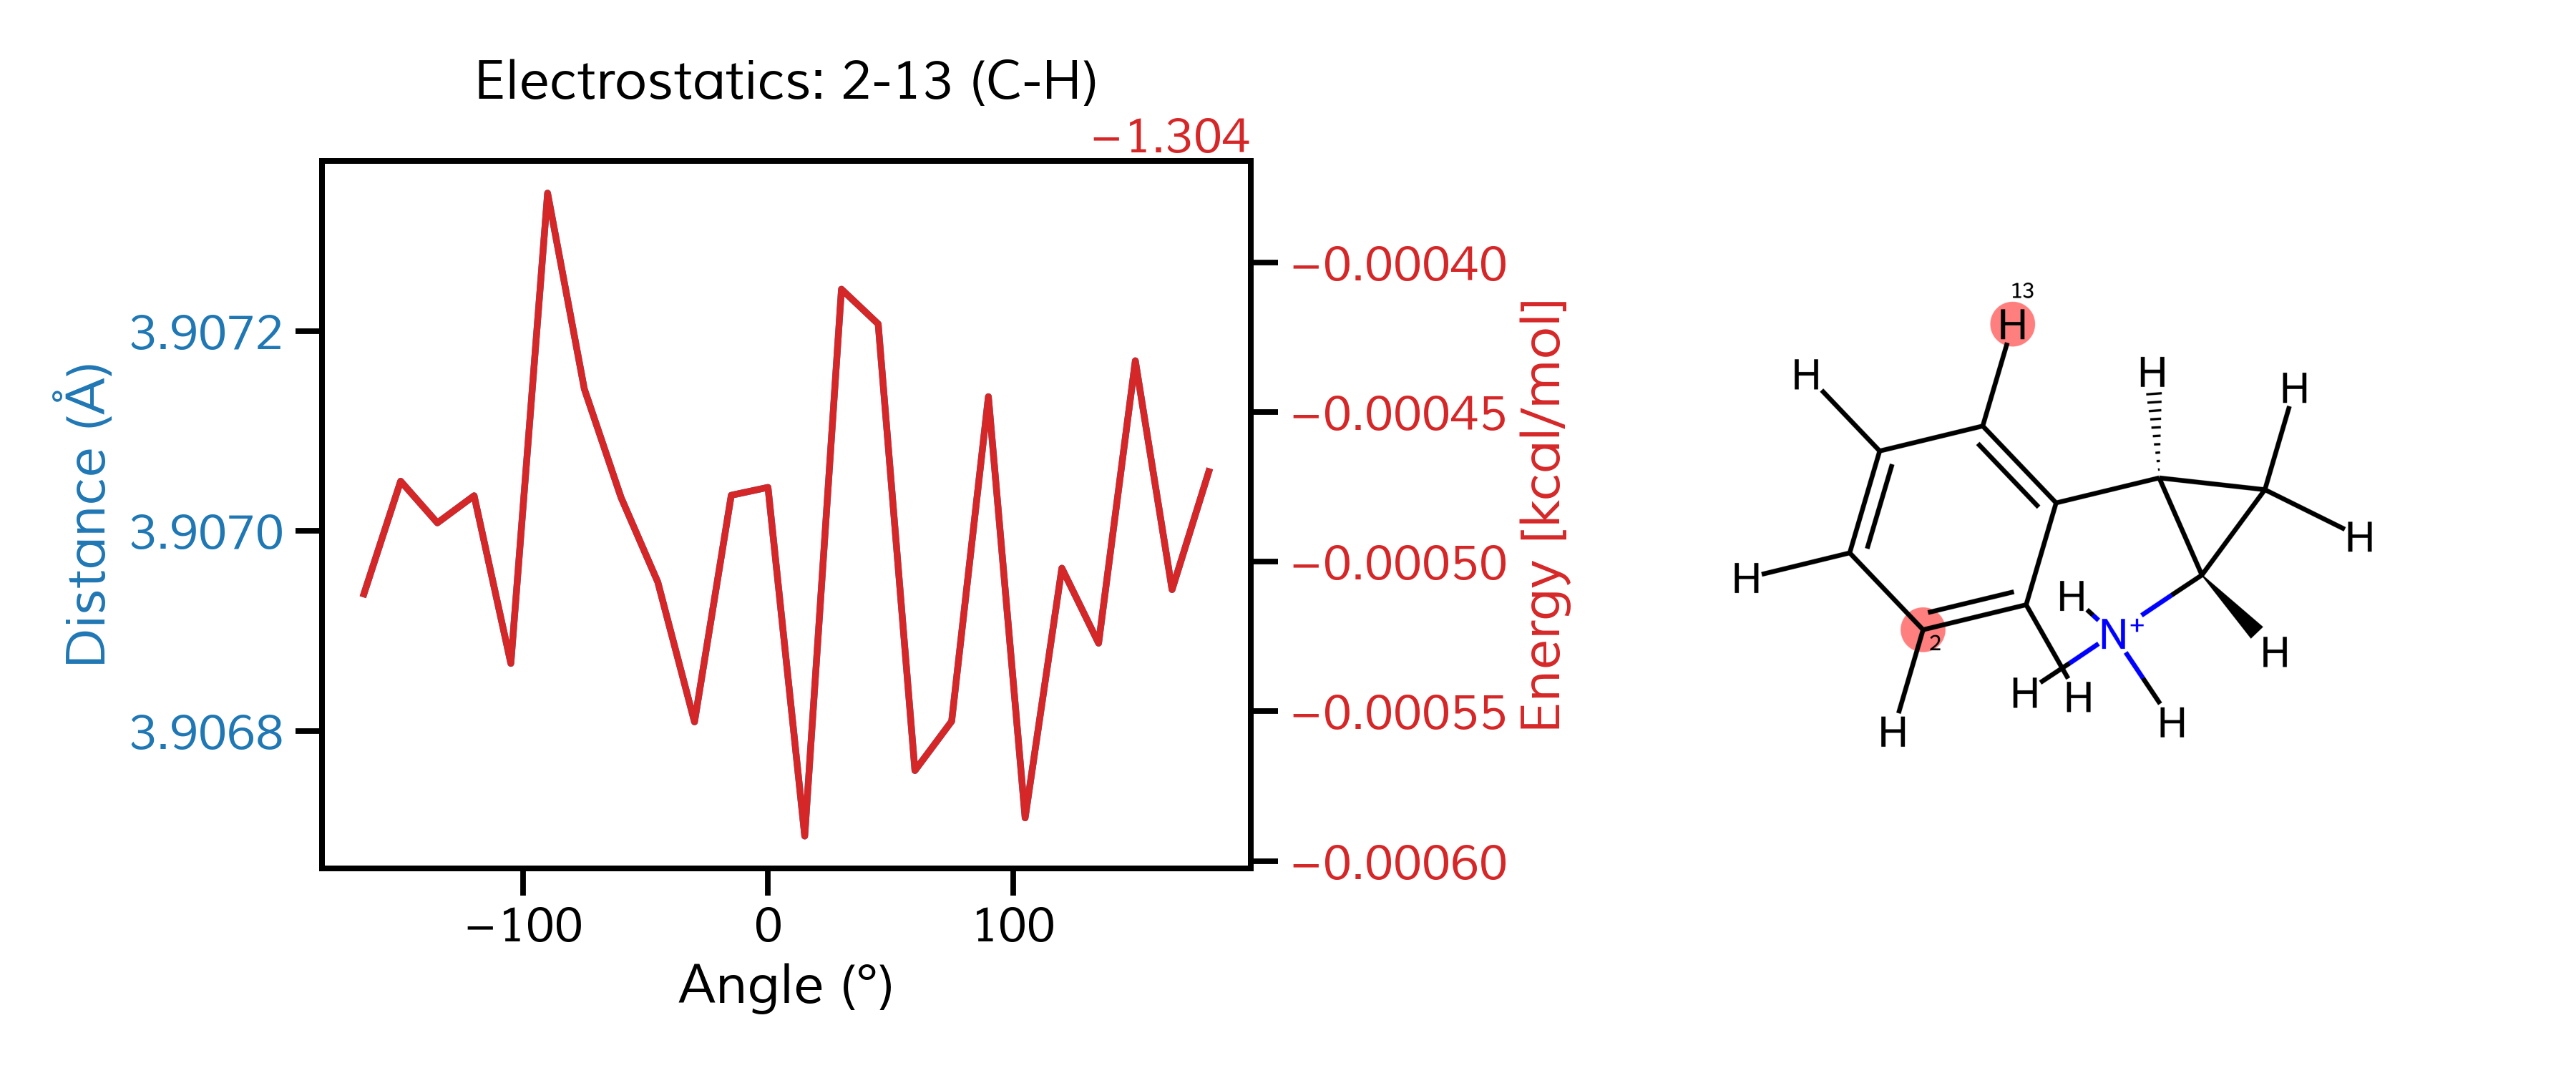 Electrostatics: 2-13 (C-H)
−1.304
Distance (Å)
3.9072
3.9070
3.9068
−0.00040
−0.00045
−0.00050
−0.00055
−0.00060
Energy [kcal/mol]
−100 0 100
Angle (°)
13
H
H
H
H
H
H
H
N+
2
H
H
H
H
H